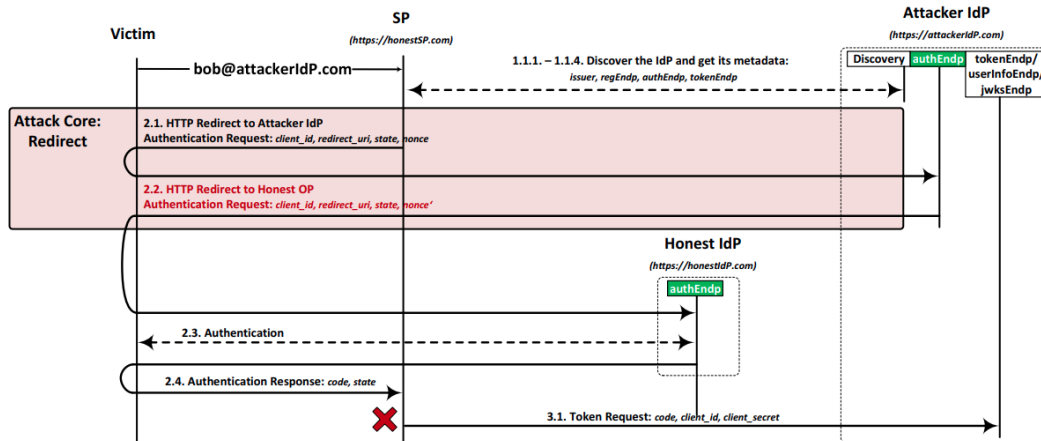 Victim
SP
(https://honestSP.com)
Attacker IdP
(https://attackerIdP.com)
bob@attackerIdP.com
1.1.1. – 1.1.4. Discover the IdP and get its metadata:
issuer, regEndp, authEndp, tokenEndp
Discovery
authEndp
tokenEndp/
userInfoEndp/
jwksEndp
Attack Core:
Redirect
2.1. HTTP Redirect to Attacker IdP
Authentication Request: client_id, redirect_uri, state, nonce
2.2. HTTP Redirect to Honest OP
Authentication Request: client_id, redirect_uri, state, nonce‘
Honest IdP
(https://honestIdP.com)
authEndp
2.3. Authentication
2.4. Authentication Response: code, state
3.1. Token Request: code, client_id, client_secret